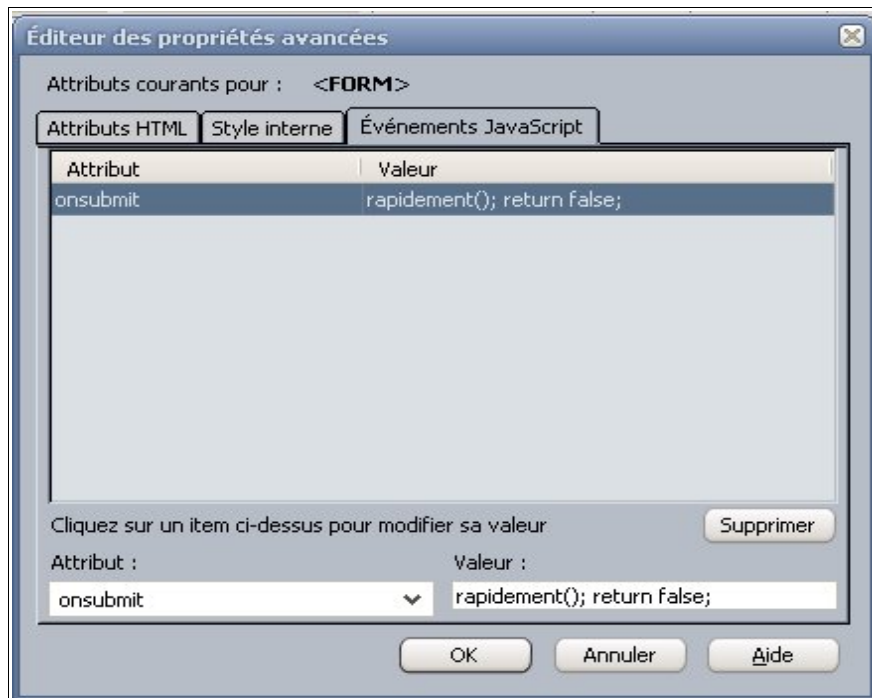 Éditeur des propriétés avancées
Attributs courants pour : <FORM>
Attributs HTML Style interne Événements JavaScript
Attribut Valeur
onsubmit rapidement(); return false;
Cliquez sur un item ci-dessus pour modifier sa valeur Supprimer
Attribut : Valeur :
onsubmit rapidement(); return false;
OK Annuler Aide